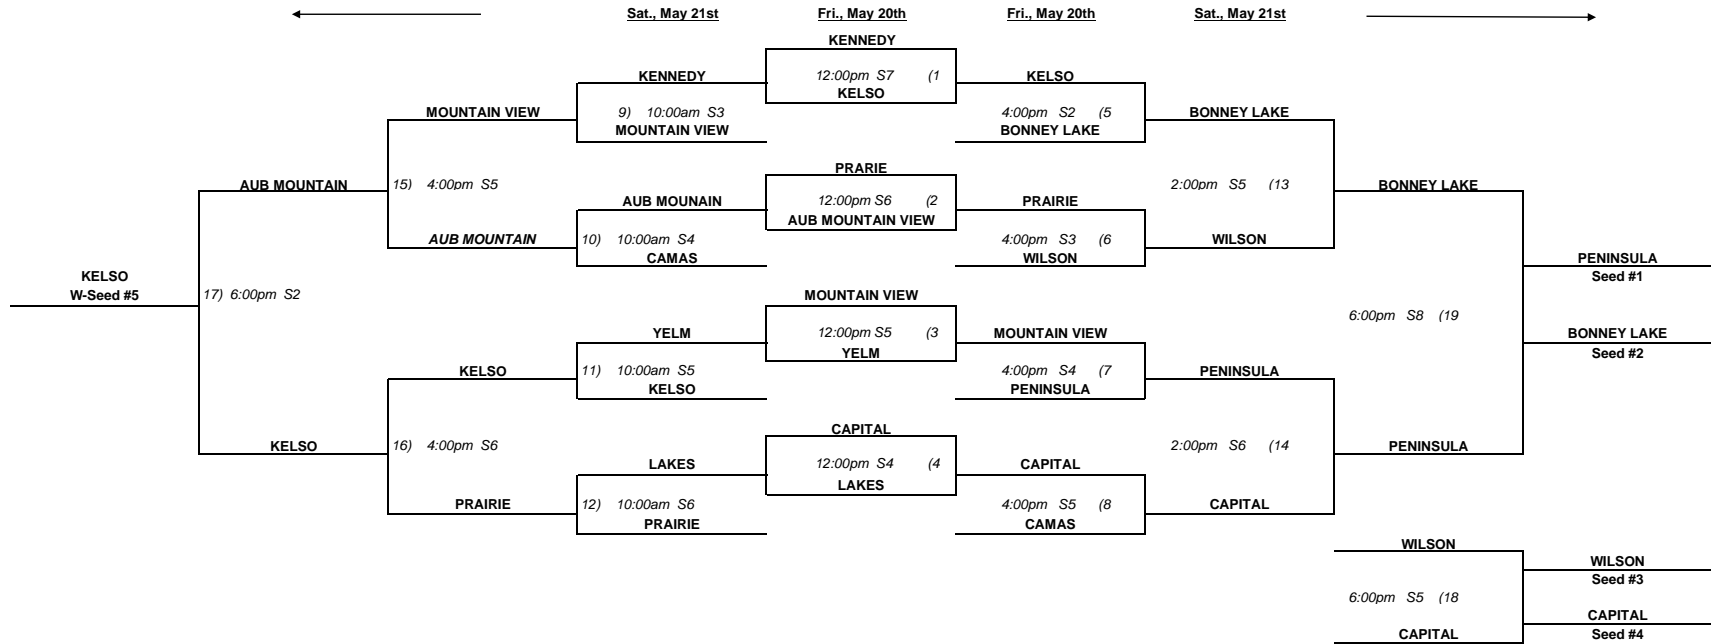 Sat., May 21st Fri., May 20th Fri., May 20th Sat., May 21st
KENNEDY
KENNEDY 12:00pm S7 (1 KELSO
KELSO
MOUNTAIN VIEW 9) 10:00am S3 4:00pm S2 (5 BONNEY LAKE
MOUNTAIN VIEW BONNEY LAKE
PRARIE
AUB MOUNTAIN 15) 4:00pm S5 2:00pm S5 (13 BONNEY LAKE
AUB MOUNAIN 12:00pm S6 (2 PRAIRIE
AUB MOUNTAIN VIEW
AUB MOUNTAIN 10) 10:00am S4 4:00pm S3 (6 WILSON
CAMAS WILSON
KELSO PENINSULA
W-Seed #5 17) 6:00pm S2 Seed #1
MOUNTAIN VIEW
6:00pm S8 (19
YELM 12:00pm S5 (3 MOUNTAIN VIEW BONNEY LAKE
YELM Seed #2
KELSO 11) 10:00am S5 4:00pm S4 (7 PENINSULA
KELSO PENINSULA
CAPITAL
KELSO 16) 4:00pm S6 2:00pm S6 (14 PENINSULA
LAKES 12:00pm S4 (4 CAPITAL
LAKES
PRAIRIE 12) 10:00am S6 4:00pm S5 (8 CAPITAL
PRAIRIE CAMAS
WILSON
WILSON
Seed #3
6:00pm S5 (18
CAPITAL
CAPITAL Seed #4